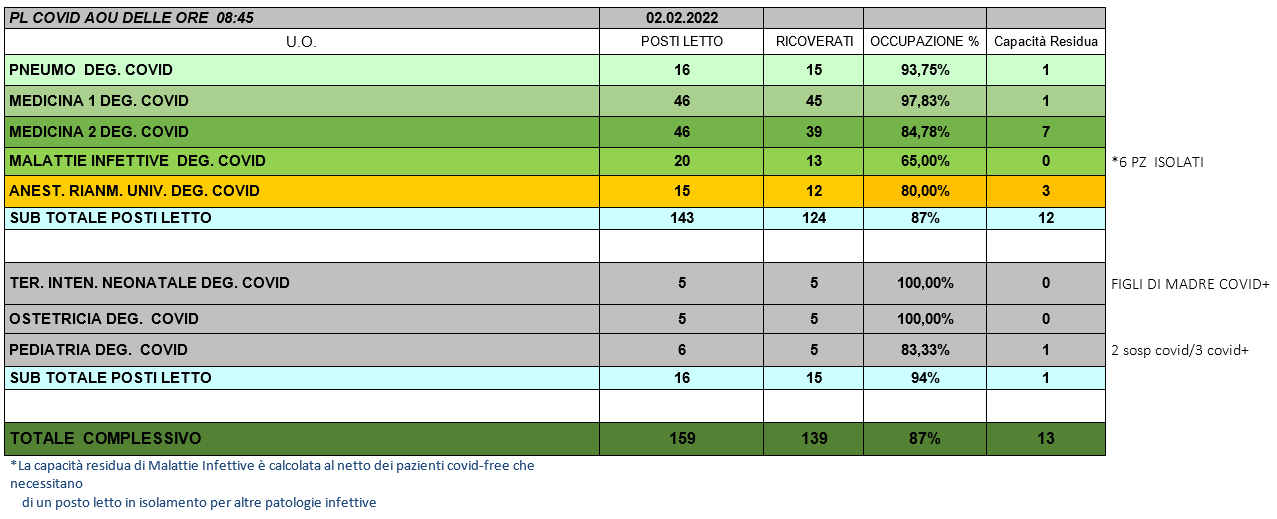 PL COVID AOU DELLE ORE 08:45 02.02.2022
U.O. POSTI LETTO RICOVERATI OCCUPAZIONE % Capacità Residua
PNEUMO DEG. COVID 16 15 93,75% 1
MEDICINA 1 DEG. COVID 46 45 97,83% 1
MEDICINA 2 DEG. COVID 46 39 84,78% 7
MALATTIE INFETTIVE DEG. COVID 20 13 65,00% 0 *6 PZ ISOLATI
ANEST. RIANM. UNIV. DEG. COVID 15 12 80,00% 3
SUB TOTALE POSTI LETTO 143 124 87% 12
TER. INTEN. NEONATALE DEG. COVID 5 5 100,00% 0 FIGLI DI MADRE COVID+
OSTETRICIA DEG. COVID 5 5 100,00% 0
PEDIATRIA DEG. COVID 6 5 83,33% 1 2 sosp covid/3 covid+
SUB TOTALE POSTI LETTO 16 15 94% 1
TOTALE COMPLESSIVO 159 139 87% 13
*La capacità residua di Malattie Infettive è calcolata al netto dei pazienti covid-free che
necessitano
di un posto letto in isolamento per altre patologie infettive